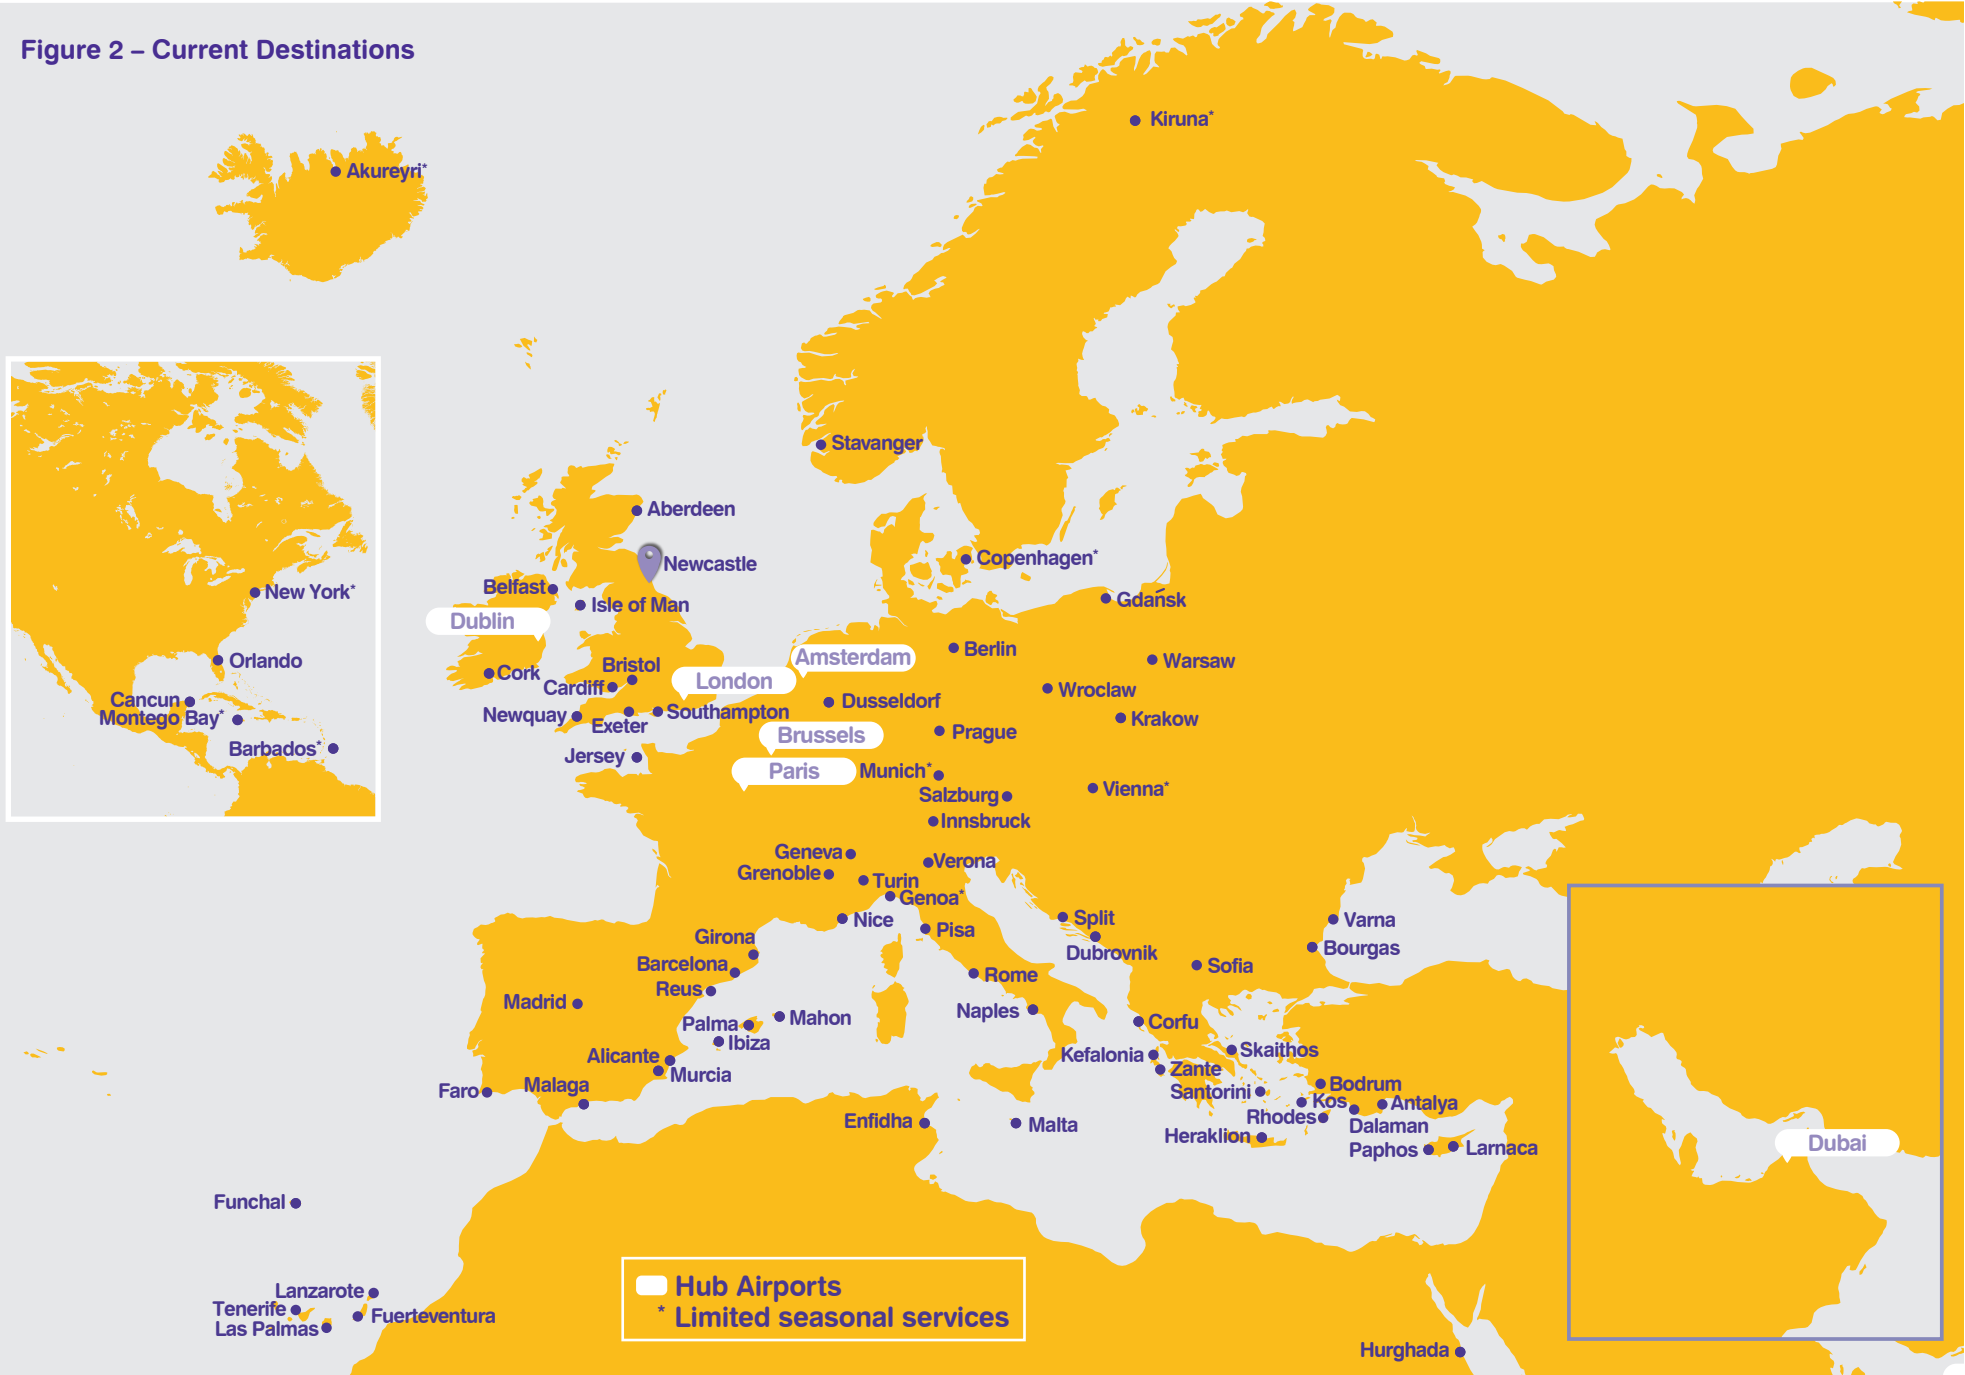 Figure 2 – Current Destinations
Kiruna*
Akureyri*
Stavanger
Aberdeen
Newcastle
Copenhagen*
Belfast
Isle of Man
Gdańsk
Dublin
New York*
Berlin
Amsterdam
Warsaw
Orlando
Bristol
Cork
London
Cardiff
Wroclaw
Cancun
Dusseldorf
Newquay
Southampton
Montego Bay*
Exeter
Krakow
Prague
Brussels
Barbados*
Jersey
Paris
Munich*
Vienna*
Salzburg
Innsbruck
Geneva
Verona
Grenoble
Turin
Genoa*
Nice
Split
Varna
Pisa
Girona
Dubrovnik
Bourgas
Barcelona
Sofia
Rome
Reus
Madrid
Naples
Mahon
Palma
Corfu
Ibiza
Skaithos
Alicante
Kefalonia
Zante
Murcia
Malaga
Bodrum
Faro
Santorini
Kos
Antalya
Rhodes
Enfidha
Malta
Dalaman
Heraklion
Paphos
Larnaca
Dubai
Funchal
Lanzarote
Tenerife
Fuerteventura
Las Palmas
Hub Airports
* Limited seasonal services
Hurghada